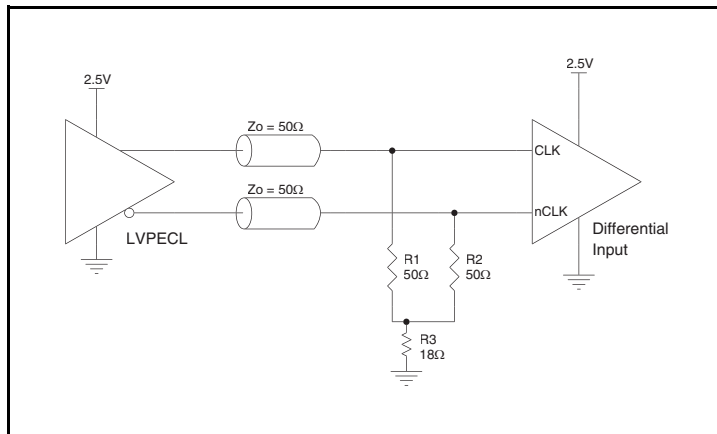 2.5V
2.5V
Zo = 50Ω
CLK
Zo = 50Ω
nCLK
LVPECL
Differential
Input
R1
50Ω
R2
50Ω
R3
18Ω